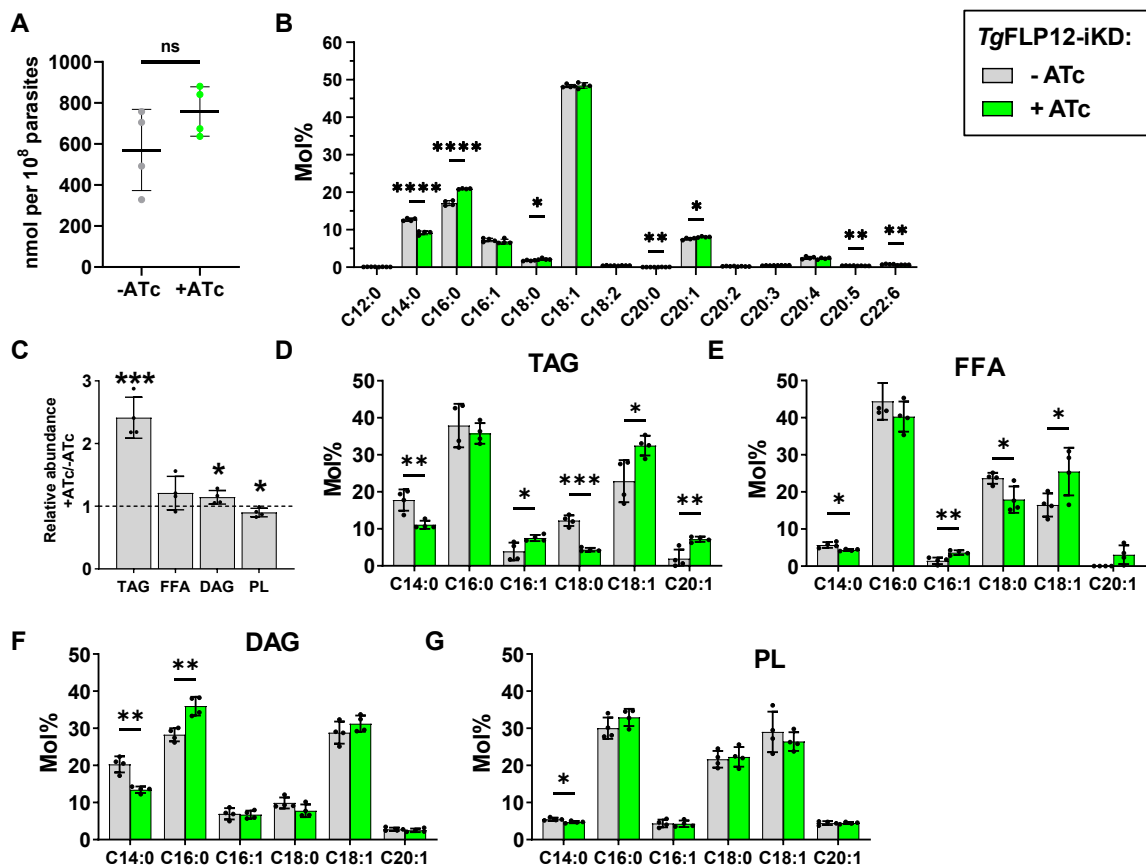 A
ns
1000
800
600
400
200
0
nmol per 10⁸ parasites
-ATc +ATc
B
60
50
40
30
20
10
0
Mol%
**** **** * ** * ** **
C12:0 C14:0 C16:0 C16:1 C18:0 C18:1 C18:2 C20:0 C20:1 C20:2 C20:3 C20:4 C20:5 C22:6
TgFLP12-iKD:
- ATc
+ ATc
C
Relative abundance
+ATc/-ATc
3
2
1
0
*** * *
TAG FFA DAG PL
D
TAG
50
40
30
20
10
0
Mol%
** * *** * **
C14:0 C16:0 C16:1 C18:0 C18:1 C20:1
E
FFA
50
40
30
20
10
0
Mol%
* ** * *
C14:0 C16:0 C16:1 C18:0 C18:1 C20:1
F
DAG
50
40
30
20
10
0
Mol%
** **
C14:0 C16:0 C16:1 C18:0 C18:1 C20:1
G
PL
50
40
30
20
10
0
Mol%
*
C14:0 C16:0 C16:1 C18:0 C18:1 C20:1